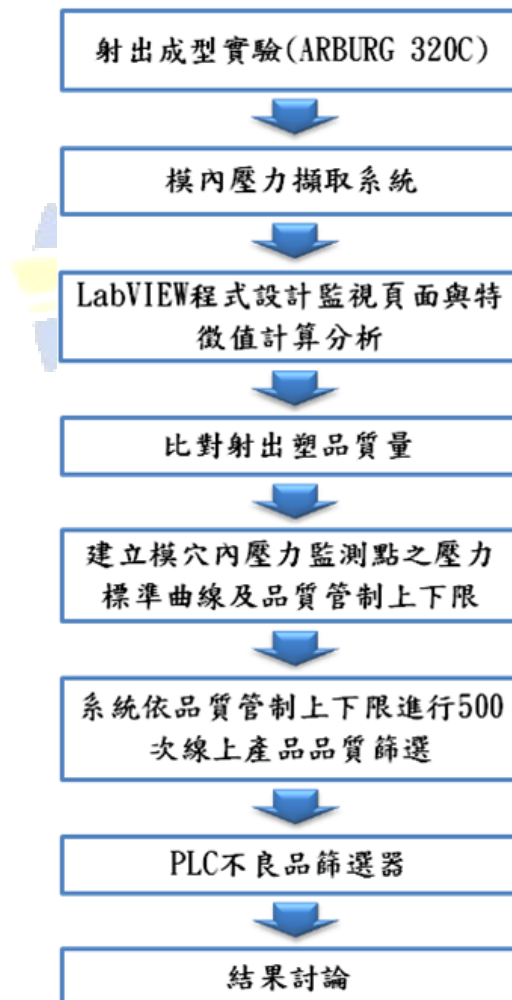 射出成型實驗(ARBURG 320C)
模內壓力擷取系統
LabVIEW程式設計監視頁面與特
徵值計算分析
比對射出塑品質量
建立模穴內壓力監測點之壓力
標準曲線及品質管制上下限
系統依品質管制上下限進行500
次線上產品品質篩選
PLC不良品篩選器
結果討論